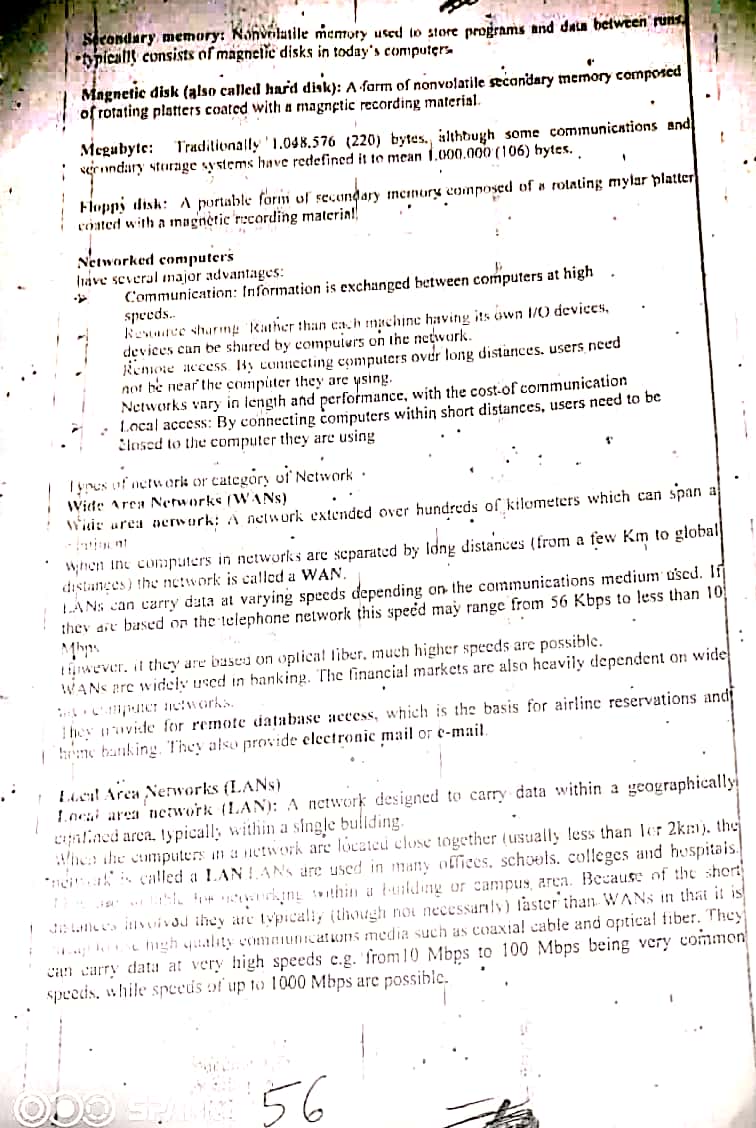 Secondary memory: Nonvolatile memory used to store programs and data between runs,
typically consists of magnetic disks in today's computers
Magnetic disk (also called hard disk): A form of nonvolatile secondary memory composed
of rotating platters coated with a magnetic recording material.
Megabyte: Traditionally 1.048.576 (220) bytes, although some communications and
secondary storage systems have redefined it to mean 1.000.000 (106) bytes.
Floppy disk: A portable form of secondary memory composed of a rotating mylar platter
coated with a magnetic recording material.
Networked computers
have several major advantages:
Communication: Information is exchanged between computers at high
speeds..
Resource sharing Rather than each machine having its own I/O devices,
devices can be shared by computers on the network.
Remote access. By connecting computers over long distances. users need
not be near the computer they are using.
Networks vary in length and performance, with the cost of communication
Local access: By connecting computers within short distances, users need to be
closed to the computer they are using
Types of network or category of Network
Wide Area Networks (WANs)
Wide area network: A network extended over hundreds of kilometers which can span a
When the computers in networks are separated by long distances (from a few Km to global
distances) the network is called a WAN.
LANs can carry data at varying speeds depending on the communications medium used. If
they are based on the telephone network this speed may range from 56 Kbps to less than 10
Mbps
However, if they are based on optical fiber, much higher speeds are possible.
WANs are widely used in banking. The financial markets are also heavily dependent on wide
computer networks.
They provide for remote database access, which is the basis for airline reservations and
home banking. They also provide electronic mail or e-mail
Local Area Networks (LANs)
Local area network (LAN): A network designed to carry data within a geographically
confined area, typically within a single building.
When the computers in a network are located close together (usually less than 1or 2km), the
network is called a LAN LANs are used in many offices, schools, colleges and hospitals.
for networking within a building or campus area. Because of the short
distances involved they are typically (though not necessarily) faster than WANs in that it is
high quality communications media such as coaxial cable and optical fiber. They
can carry data at very high speeds e.g. from10 Mbps to 100 Mbps being very common
speeds, while speeds of up to 1000 Mbps are possible.
56